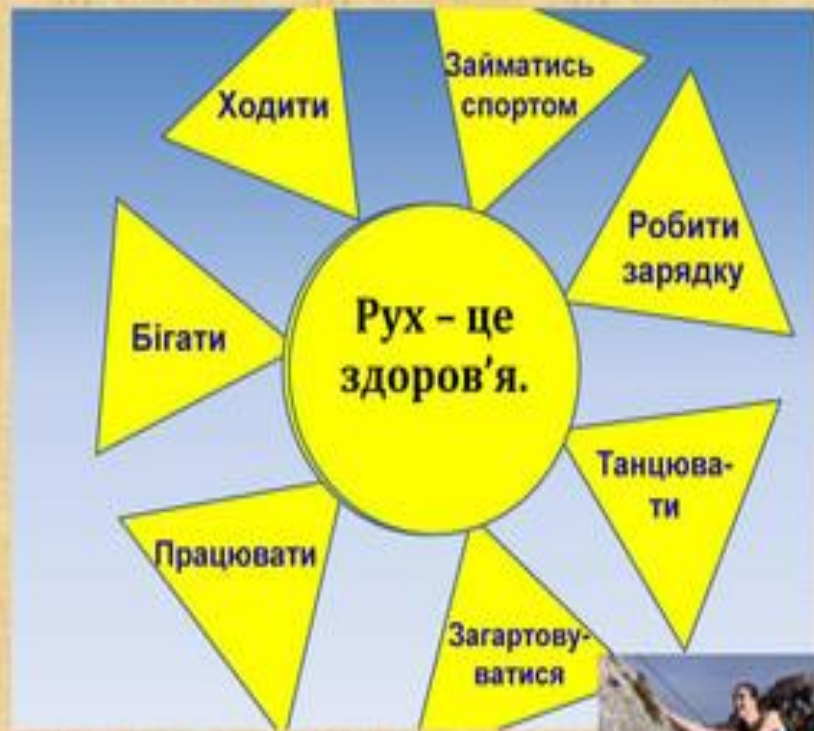 Ходити
Займатись
спортом
Робити
зарядку
Бігати
Рух – це
здоров'я.
Танцюва-
ти
Працювати
Загартову-
ватися